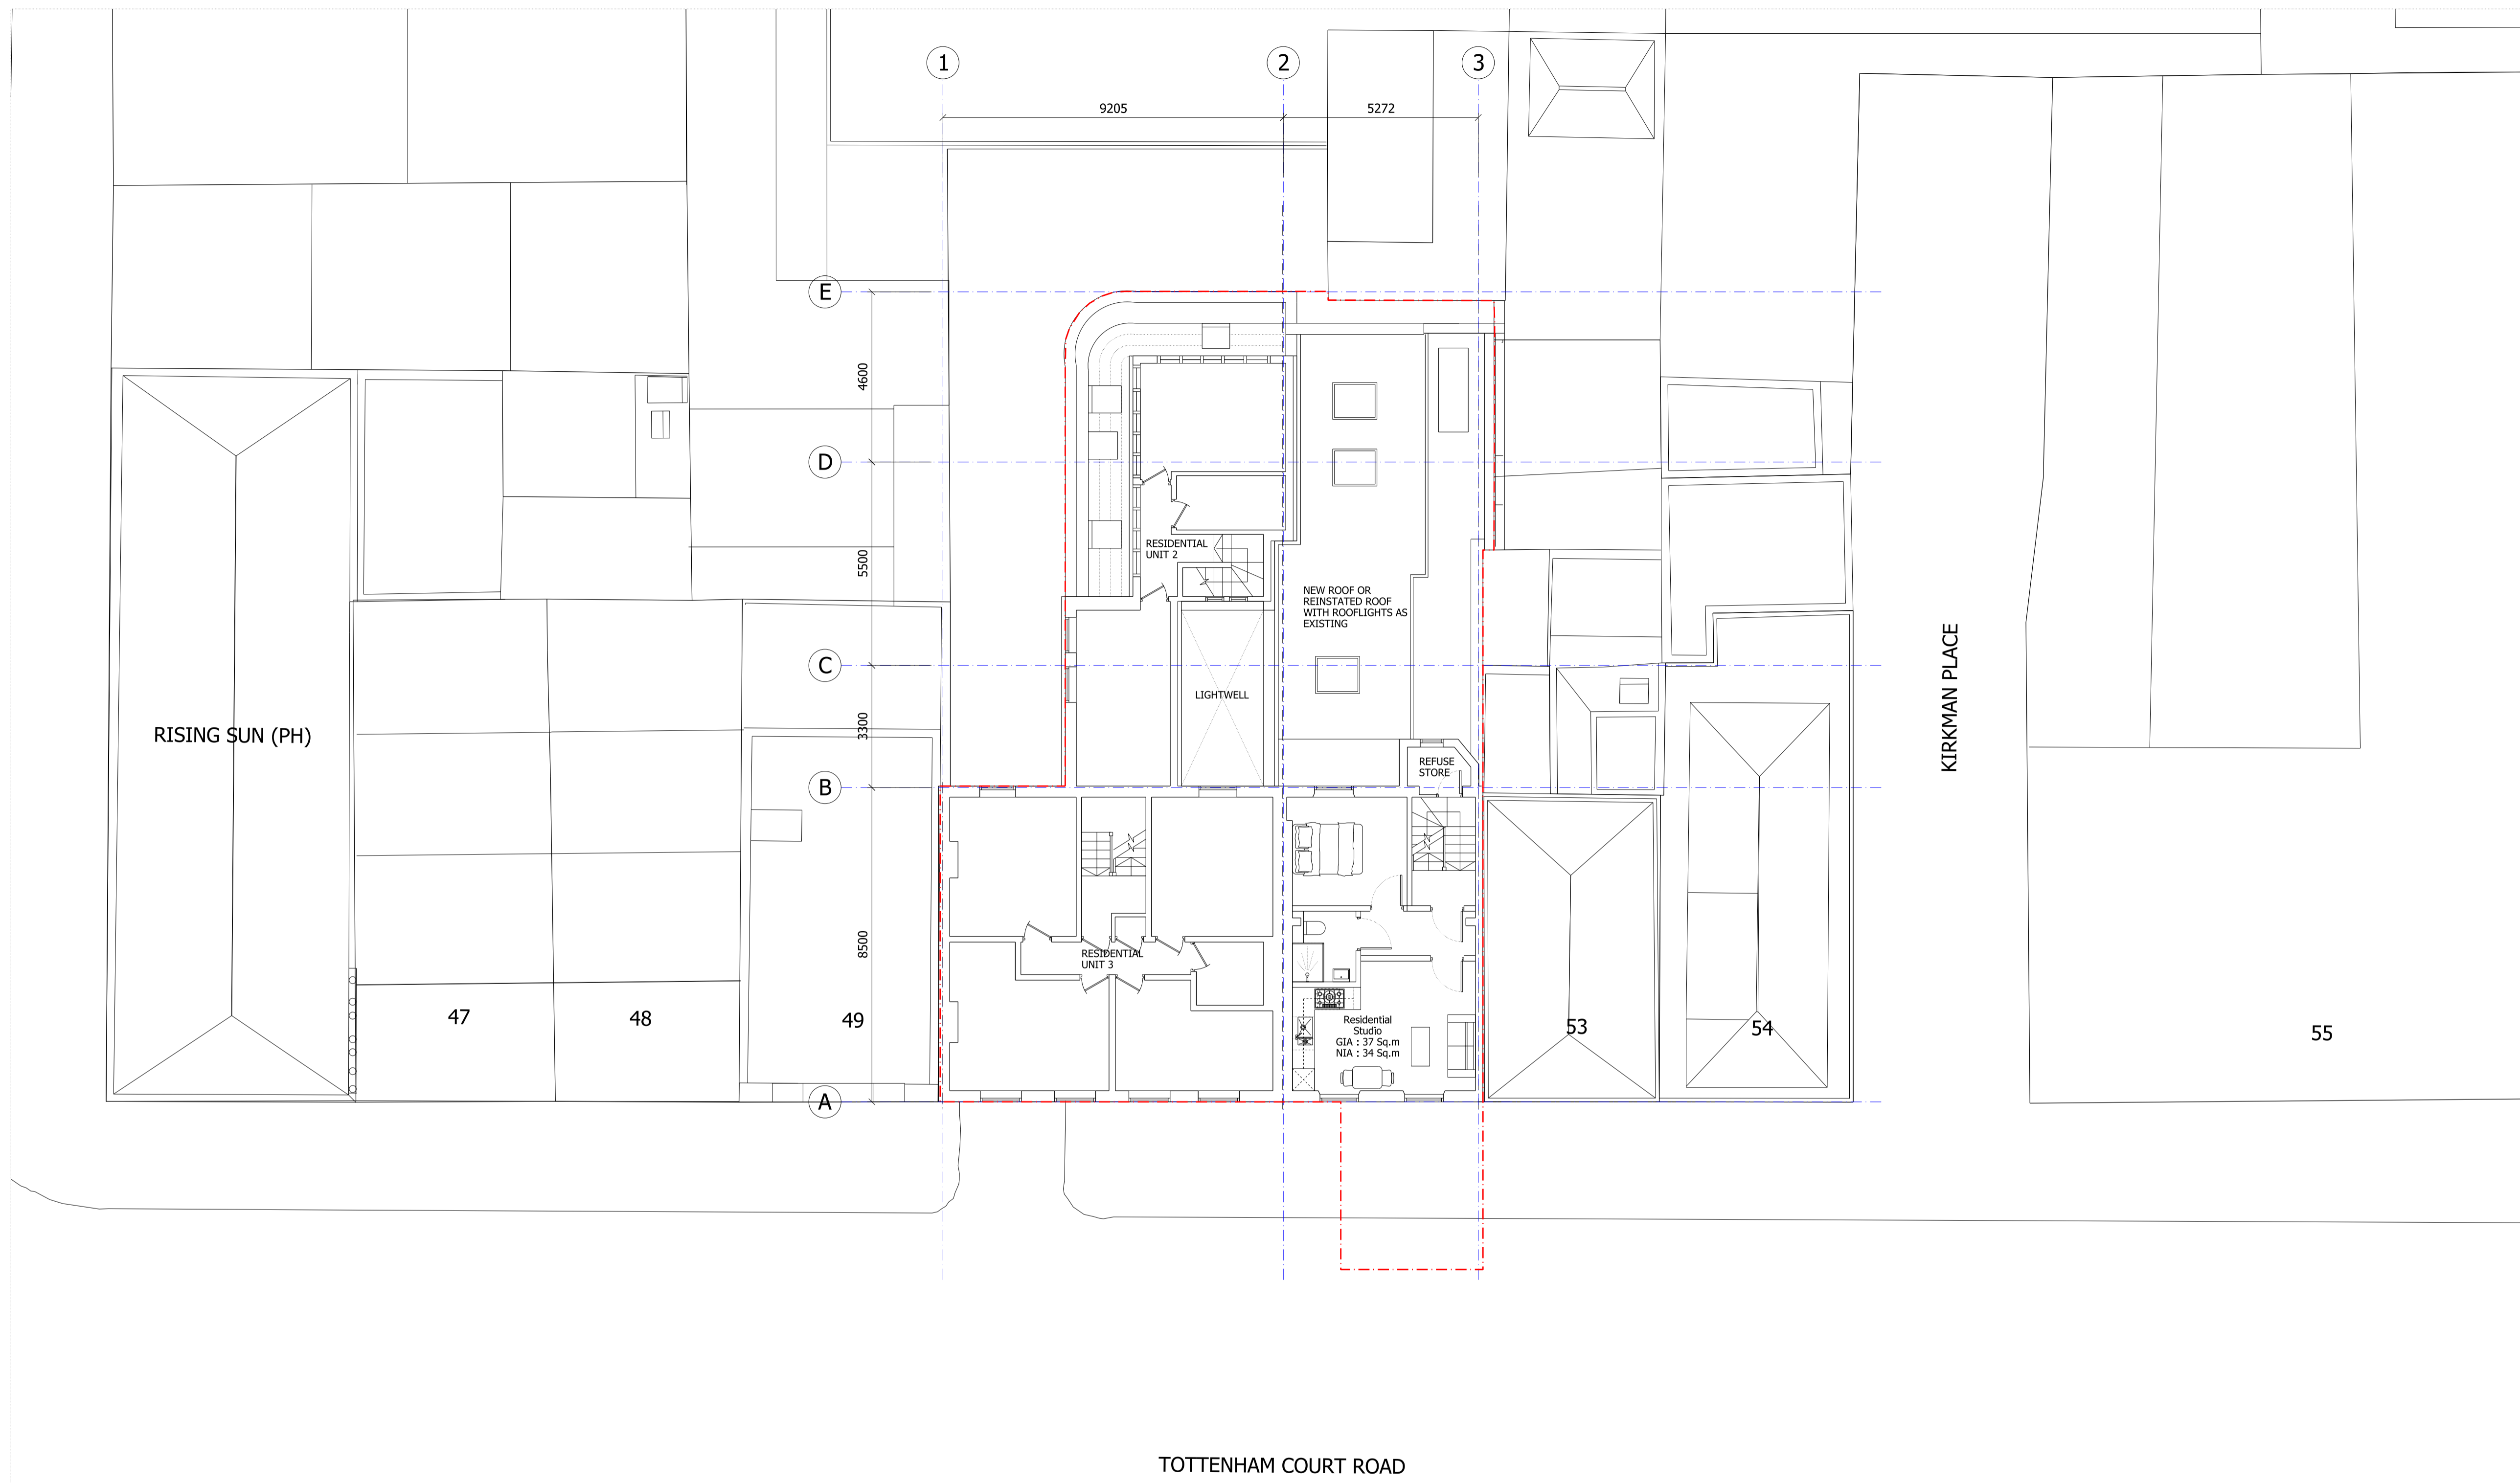 1
2
3
9205
5272
E
4600
D
RESIDENTIAL
UNIT 2
5500
NEW ROOF OR
REINSTATED ROOF
WITH ROOFLIGHTS AS
EXISTING
C
LIGHTWELL
3300
RISING SUN (PH)
KIRKMAN PLACE
REFUSE
STORE
B
8500
RESIDENTIAL
UNIT 3
47
48
49
Residential
Studio
GIA : 37 Sq.m
NIA : 34 Sq.m
53
54
55
A
TOTTENHAM COURT ROAD